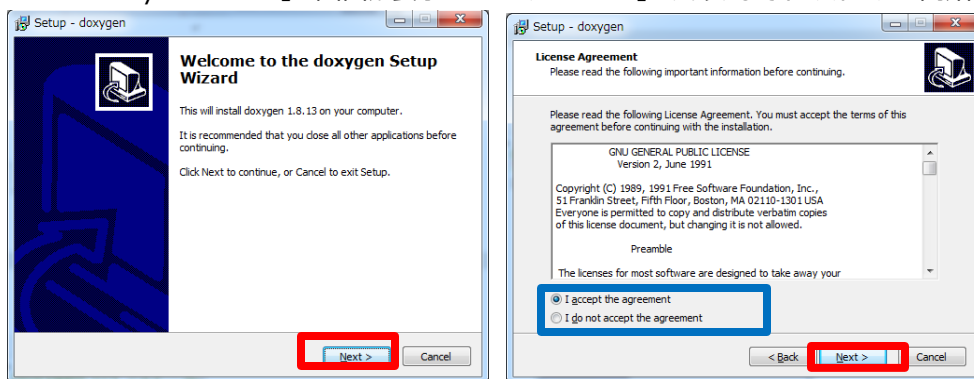 Setup - doxygen
Welcome to the doxygen Setup
Wizard
This will install doxygen 1.8.13 on your computer.
It is recommended that you close all other applications before
continuing.
Click Next to continue, or Cancel to exit Setup.
Next >
Cancel
Setup - doxygen
License Agreement
Please read the following important information before continuing.
Please read the following License Agreement. You must accept the terms of this
agreement before continuing with the installation.
GNU GENERAL PUBLIC LICENSE
Version 2, June 1991
Copyright (C) 1989, 1991 Free Software Foundation, Inc.,
51 Franklin Street, Fifth Floor, Boston, MA 02110-1301 USA
Everyone is permitted to copy and distribute verbatim copies
of this license document, but changing it is not allowed.
Preamble
The licenses for most software are designed to take away your
I accept the agreement
I do not accept the agreement
< Back
Next >
Cancel